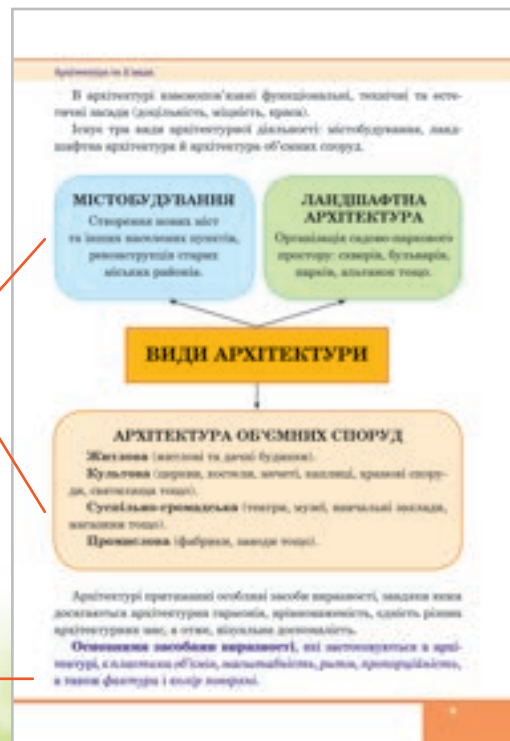 Архітектура та її види
В архітектурі взаємопов'язані функціональні, технічні та есте-
тичні засади (доцільність, міцність, краса).
Існує три види архітектурної діяльності: містобудування, ланд-
шафтна архітектура й архітектура об'ємних споруд.
МІСТОБУДУВАННЯ
Створення нових міст
та інших населених пунктів,
реконструкція старих
міських районів.
ЛАНДШАФТНА
АРХІТЕКТУРА
Організація садово-паркового
простору: скверів, бульварів,
парків, альтанок тощо.
ВИДИ АРХІТЕКТУРИ
АРХІТЕКТУРА ОБ'ЄМНИХ СПОРУД
Житлова (житлові та дачні будинки).
Культова (церкви, костели, мечеті, каплиці, храмові спору-
ди, святилища тощо).
Суспільно-громадська (театри, музеї, навчальні заклади,
магазини тощо).
Промислова (фабрики, заводи тощо).
Архітектурі притаманні особливі засоби виразності, завдяки яким
досягаються архітектурна гармонія, врівноваженість, єдність різних
архітектурних мас, а отже, візуальна досконалість.
Основними засобами виразності, які застосовуються в архі-
тектурі, є пластика об'ємів, масштабність, ритм, пропорційність,
а також фактура і колір поверхні.